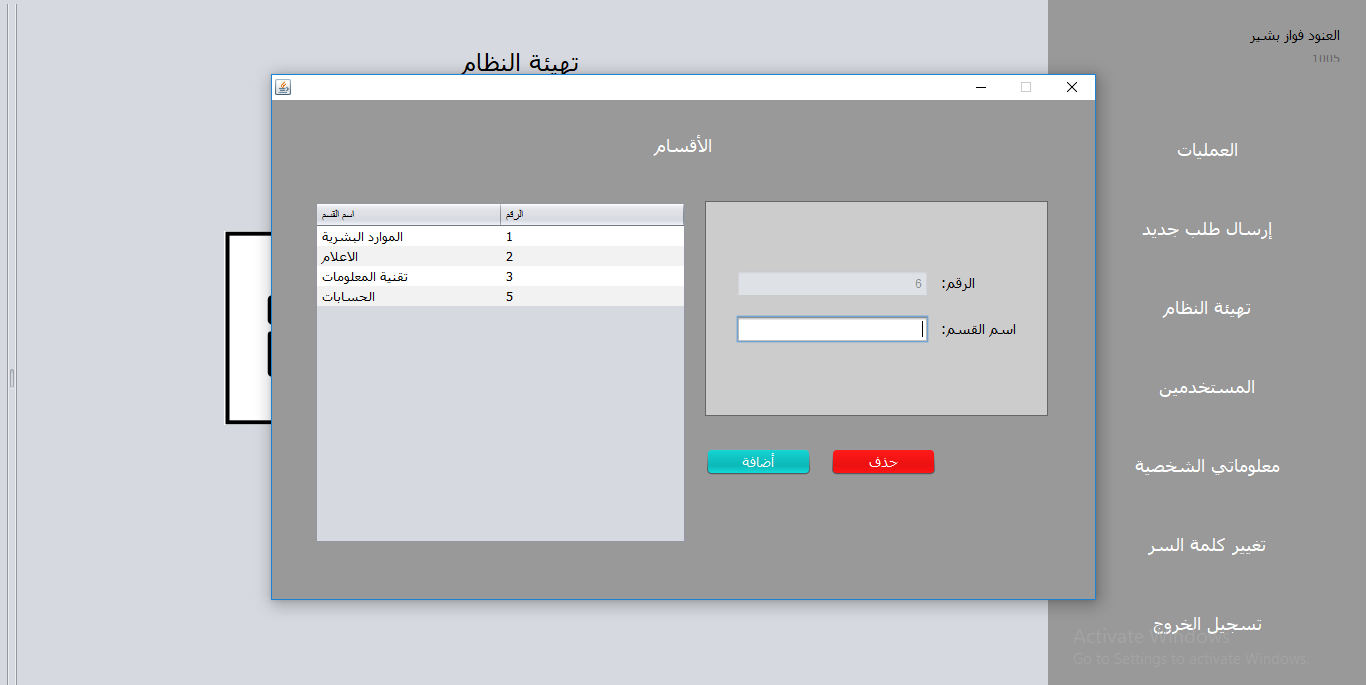 العنود فواز بشير
1005
تهيئة النظام
العمليات
إرسال طلب جديد
تهيئة النظام
المستخدمين
معلوماتي الشخصية
تغيير كلمة السر
تسجيل الخروج
الأقسام
الرقم: 6
اسم القسم:
حذف أضافة
الرقم اسم القسم
1 الموارد البشرية
2 الاعلام
3 تقنية المعلومات
5 الحسابات
Activate Windows
Go to Settings to activate Windows.